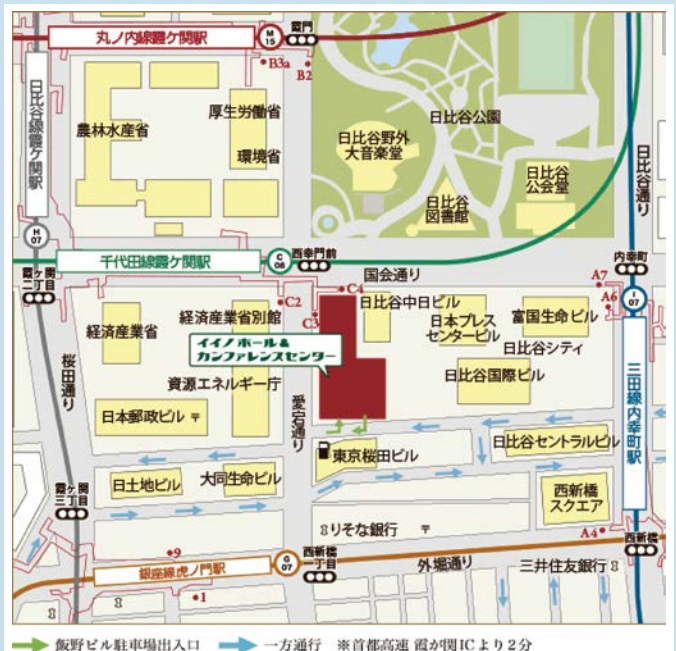 丸ノ内線霞ケ関駅
M
15
霞門
B3a
B2
日比谷線霞ケ関駅
農林水産省
厚生労働省
環境省
日比谷公園
日比谷野外
大音楽堂
日比谷
図書館
日比谷
公会堂
日比谷通り
H
07
霞ヶ関
二丁目
千代田線霞ケ関駅
C
08
西幸門前
国会通り
内幸町
I
07
A7
A6
C2
C3
C4
経済産業省
経済産業省別館
日比谷中日ビル
日本プレス
センタービル
富国生命ビル
イイノホール&
カンファレンスセンター
日比谷シティ
桜田通り
資源エネルギー庁
日比谷国際ビル
三田線内幸町駅
日本郵政ビル 〒
愛宕通り
東京桜田ビル
日比谷セントラルビル
日土地ビル
大同生命ビル
西新橋
スクエア
霞ヶ関
三丁目
りそな銀行
〒
A4
9
銀座線虎ノ門駅
G
07
西新橋
一丁目
外堀通り
三井住友銀行
西新橋
1
飯野ビル駐車場出入口 一方通行 ※首都高速 霞が関ICより2分